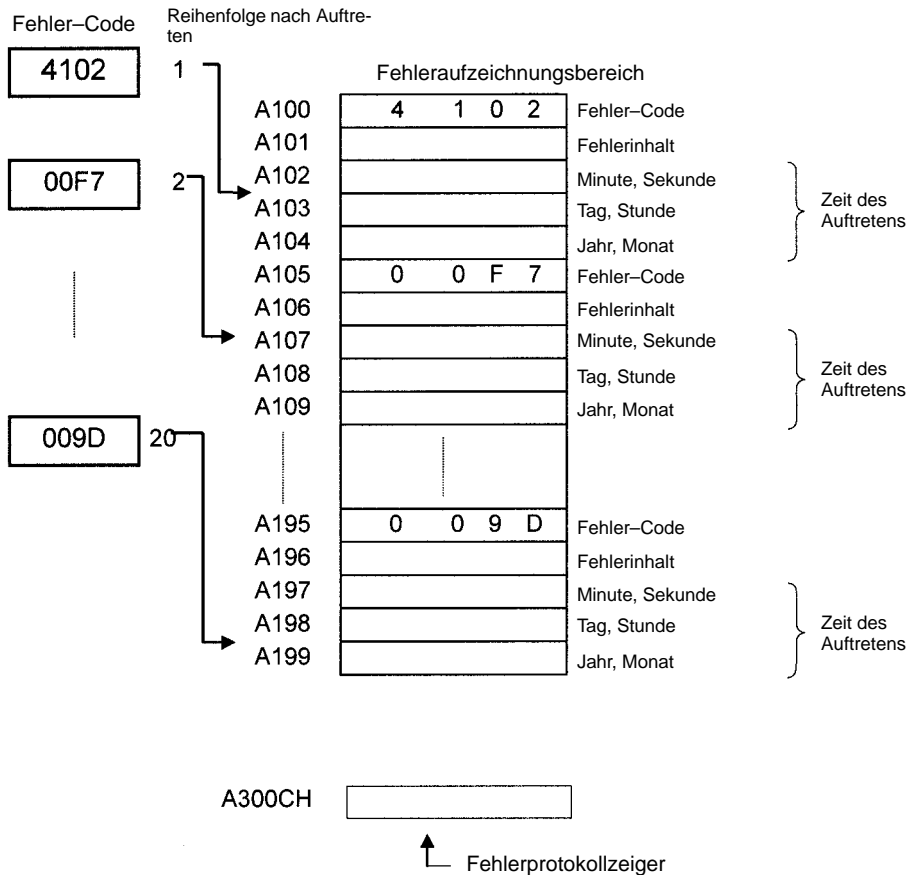 Fehler–Code
Reihenfolge nach Auftre-
ten
4102 1
Fehleraufzeichnungsbereich
A100 4 1 0 2 Fehler–Code
A101 Fehlerinhalt
00F7 2
A102 Minute, Sekunde
A103 Tag, Stunde
A104 Jahr, Monat
Zeit des
Auftretens
A105 0 0 F 7 Fehler–Code
A106 Fehlerinhalt
A107 Minute, Sekunde
A108 Tag, Stunde
A109 Jahr, Monat
Zeit des
Auftretens
009D 20
A195 0 0 9 D Fehler–Code
A196 Fehlerinhalt
A197 Minute, Sekunde
A198 Tag, Stunde
A199 Jahr, Monat
Zeit des
Auftretens
A300CH
Fehlerprotokollzeiger